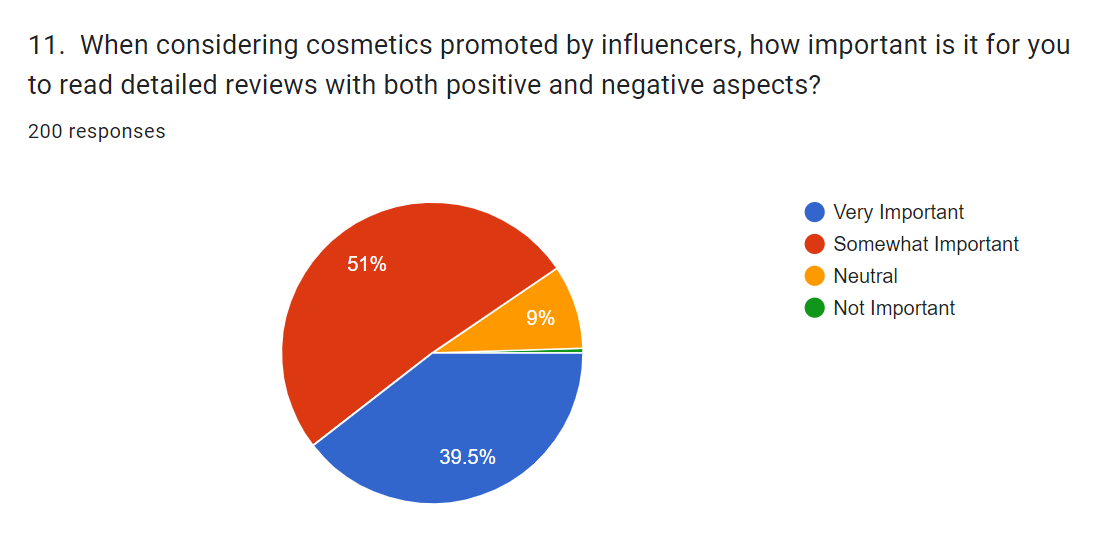 11. When considering cosmetics promoted by influencers, how important is it for you
to read detailed reviews with both positive and negative aspects?
200 responses
Very Important
Somewhat Important
Neutral
Not Important
51%
9%
39.5%